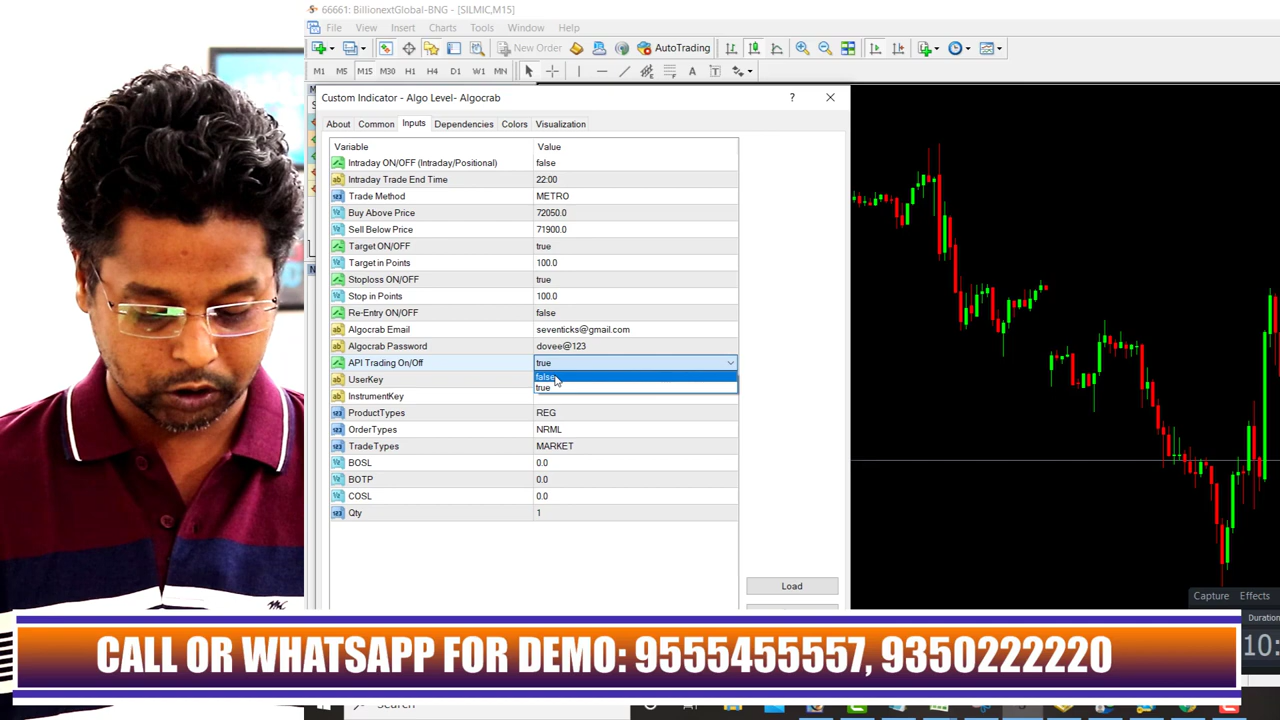 66661: BillionextGlobal-BNG - [SILMIC,M15]
File View Insert Charts Tools Window Help
New Order AutoTrading
M1 M5 M15 M30 H1 H4 D1 W1 MN
Custom Indicator - Algo Level- Algocrab
About Common Inputs Dependencies Colors Visualization
Variable Value
Intraday ON/OFF (Intraday/Positional) false
Intraday Trade End Time 22:00
Trade Method METRO
Buy Above Price 72050.0
Sell Below Price 71900.0
Target ON/OFF true
Target in Points 100.0
Stoploss ON/OFF true
Stop in Points 100.0
Re-Entry ON/OFF false
Algocrab Email seventicks@gmail.com
Algocrab Password dovee@123
API Trading On/Off true
false
UserKey
true
InstrumentKey
ProductTypes REG
OrderTypes NRML
TradeTypes MARKET
BOSL 0.0
BOTP 0.0
COSL 0.0
Qty 1
Load
Capture Effects
Duration
10:
CALL OR WHATSAPP FOR DEMO: 9555455557, 9350222220